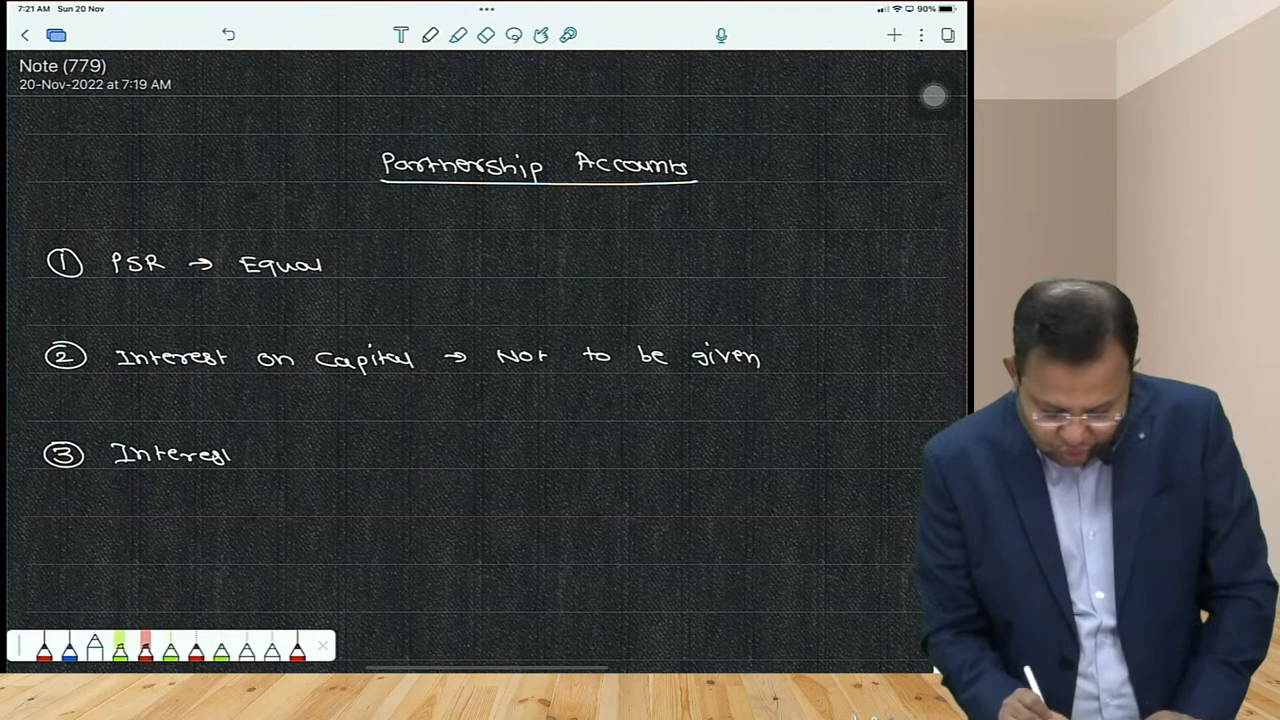 7:21 AM Sun 20 Nov
90%
Note (779)
20-Nov-2022 at 7:19 AM
Partnership Accounts
① PSR → Equal
② Interest on Capital → Not to be given
③ Interest